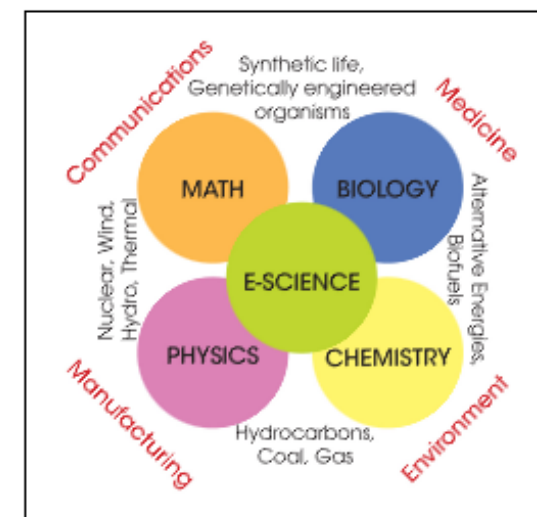 Communications
Synthetic life,
Genetically engineered
organisms
Medicine
MATH
BIOLOGY
Nuclear, Wind,
Hydro, Thermal
E-SCIENCE
Alternative Energies,
Biofuels
PHYSICS
CHEMISTRY
Manufacturing
Hydrocarbons,
Coal, Gas
Environment